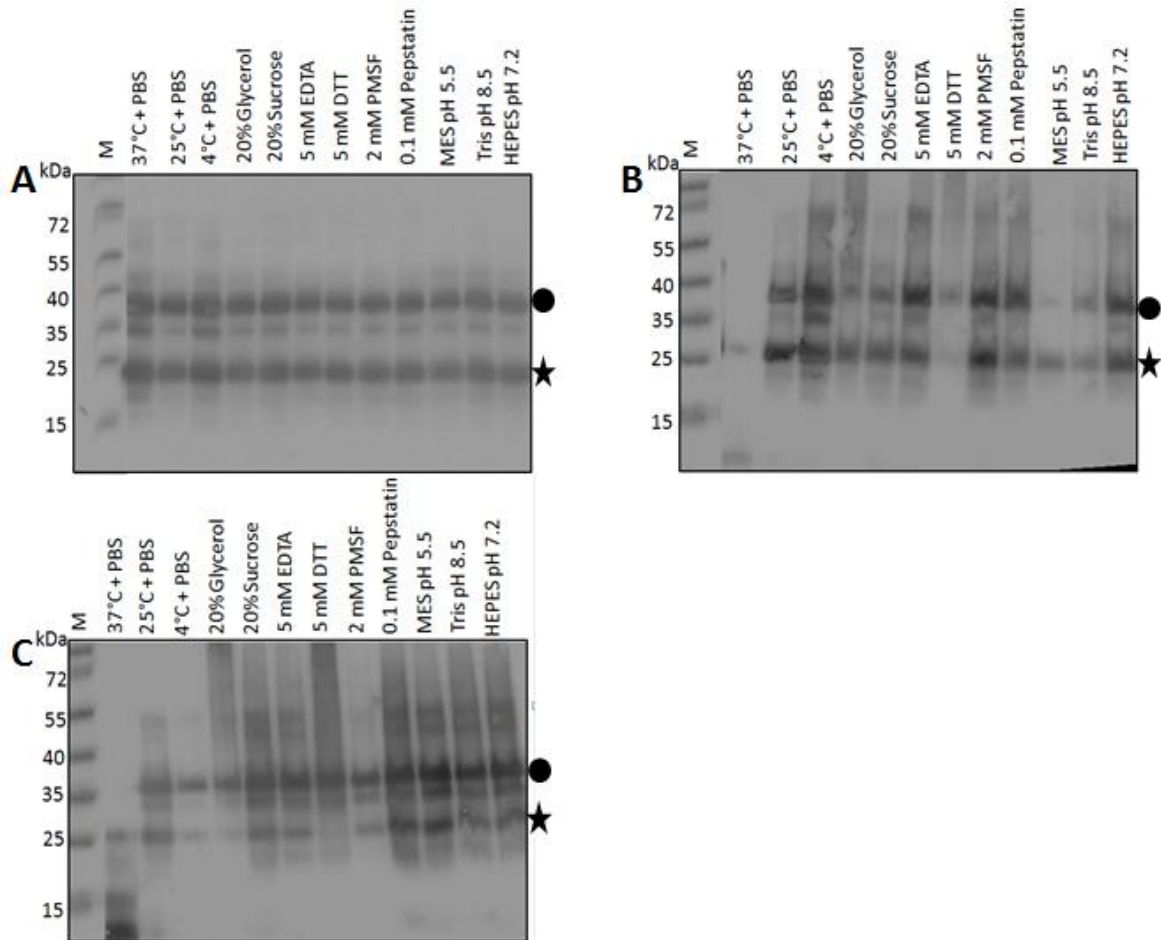 A
kDa
M
37°C + PBS
25°C + PBS
4°C + PBS
20% Glycerol
20% Sucrose
5 mM EDTA
5 mM DTT
2 mM PMSF
0.1 mM Pepstatin
MES pH 5.5
Tris pH 8.5
HEPES pH 7.2
72
55
40
35
25
15
B
kDa
M
37°C + PBS
25°C + PBS
4°C + PBS
20% Glycerol
20% Sucrose
5 mM EDTA
5 mM DTT
2 mM PMSF
0.1 mM Pepstatin
MES pH 5.5
Tris pH 8.5
HEPES pH 7.2
72
55
40
35
25
15
C
kDa
M
37°C + PBS
25°C + PBS
4°C + PBS
20% Glycerol
20% Sucrose
5 mM EDTA
5 mM DTT
2 mM PMSF
0.1 mM Pepstatin
MES pH 5.5
Tris pH 8.5
HEPES pH 7.2
72
55
40
35
25
15